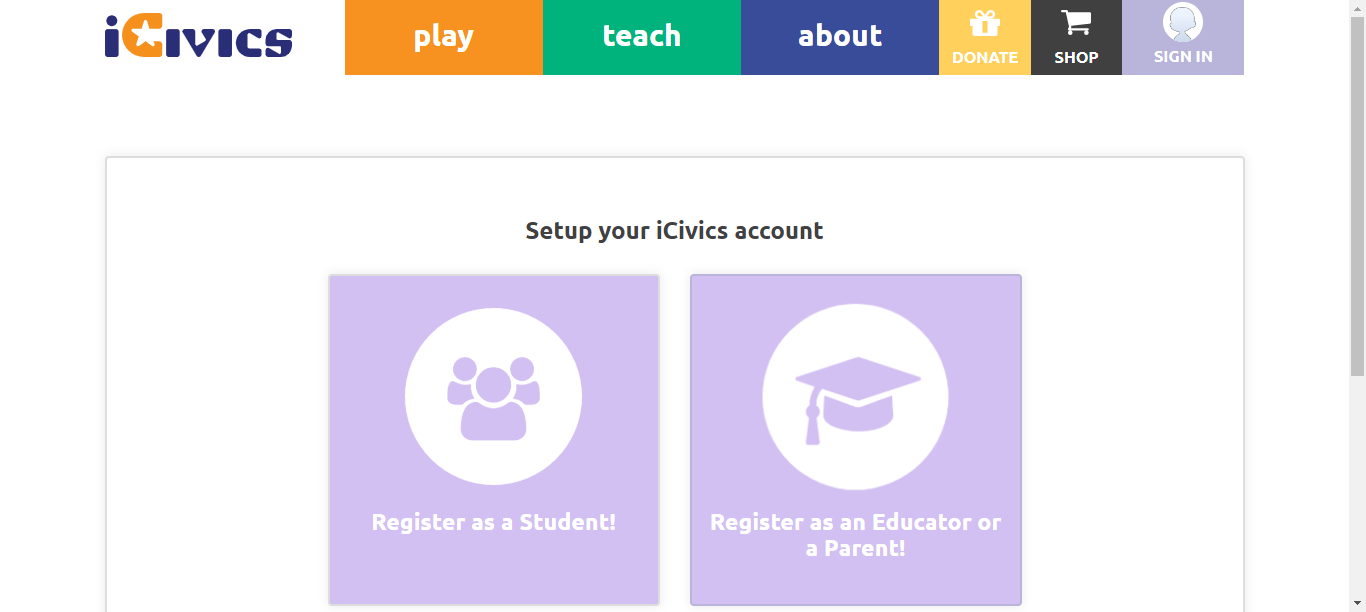 iCivics
play teach about
DONATE SHOP SIGN IN
Setup your iCivics account
Register as a Student!
Register as an Educator or
a Parent!